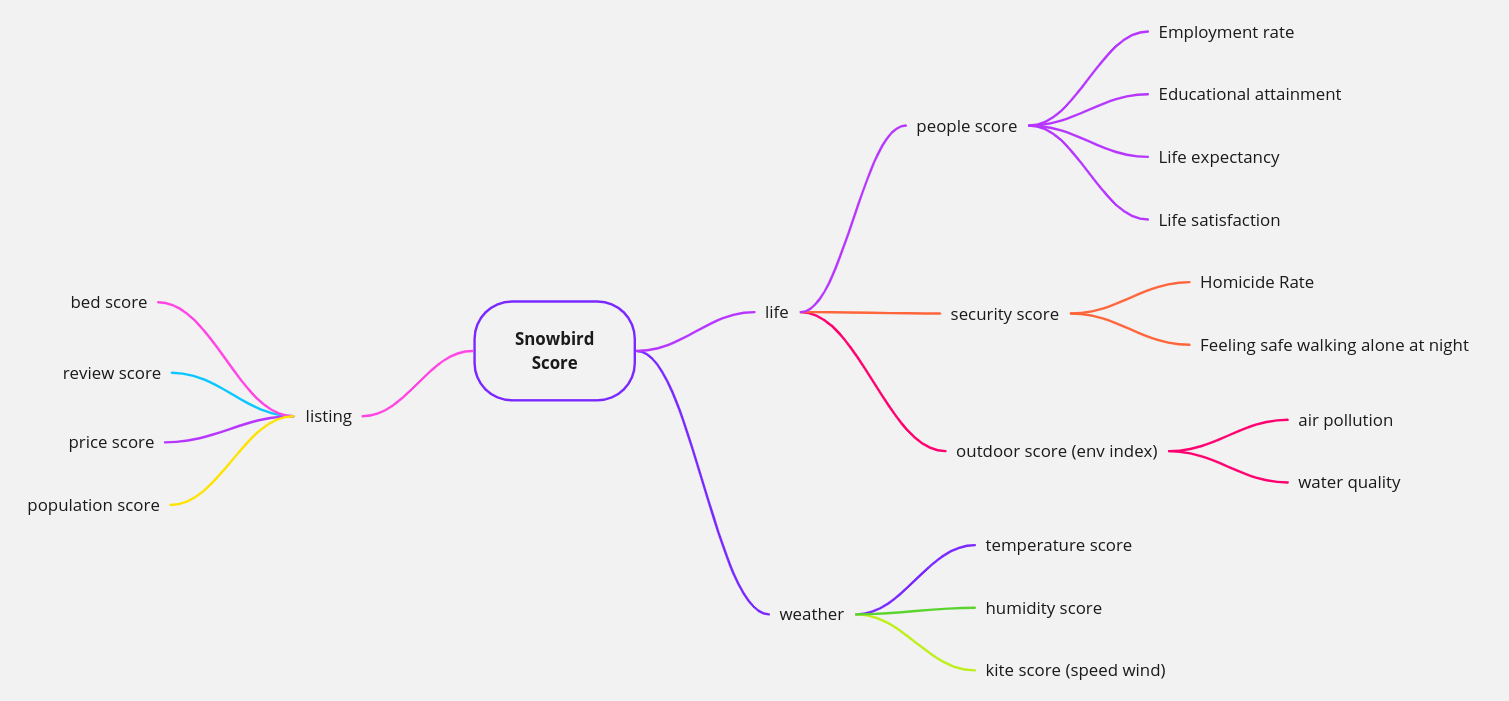 Snowbird
Score
listing
bed score
review score
price score
population score
life
people score
Employment rate
Educational attainment
Life expectancy
Life satisfaction
security score
Homicide Rate
Feeling safe walking alone at night
outdoor score (env index)
air pollution
water quality
weather
temperature score
humidity score
kite score (speed wind)